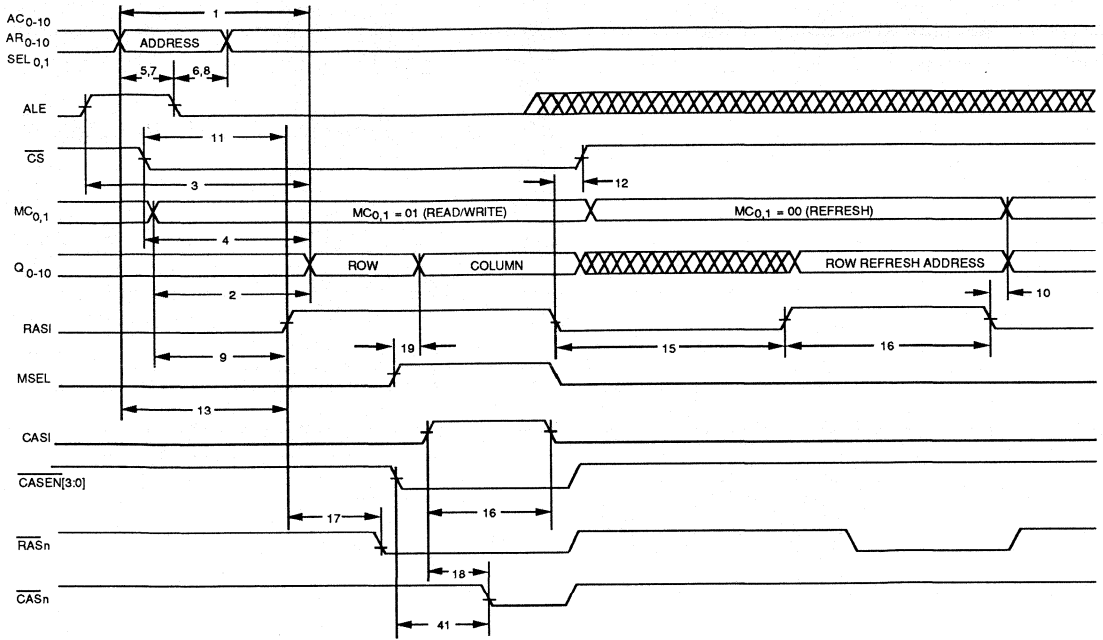 1
AC0-10
AR0-10
ADDRESS
SEL0,1
5,7
6,8
ALE
11
CS
3
12
MC0,1
MC0,1 = 01 (READ/WRITE)
MC0,1 = 00 (REFRESH)
4
Q0-10
ROW
COLUMN
ROW REFRESH ADDRESS
2
10
RASI
9
19
15
16
MSEL
13
CASI
CASEN[3:0]
16
17
RASn
18
CASn
41